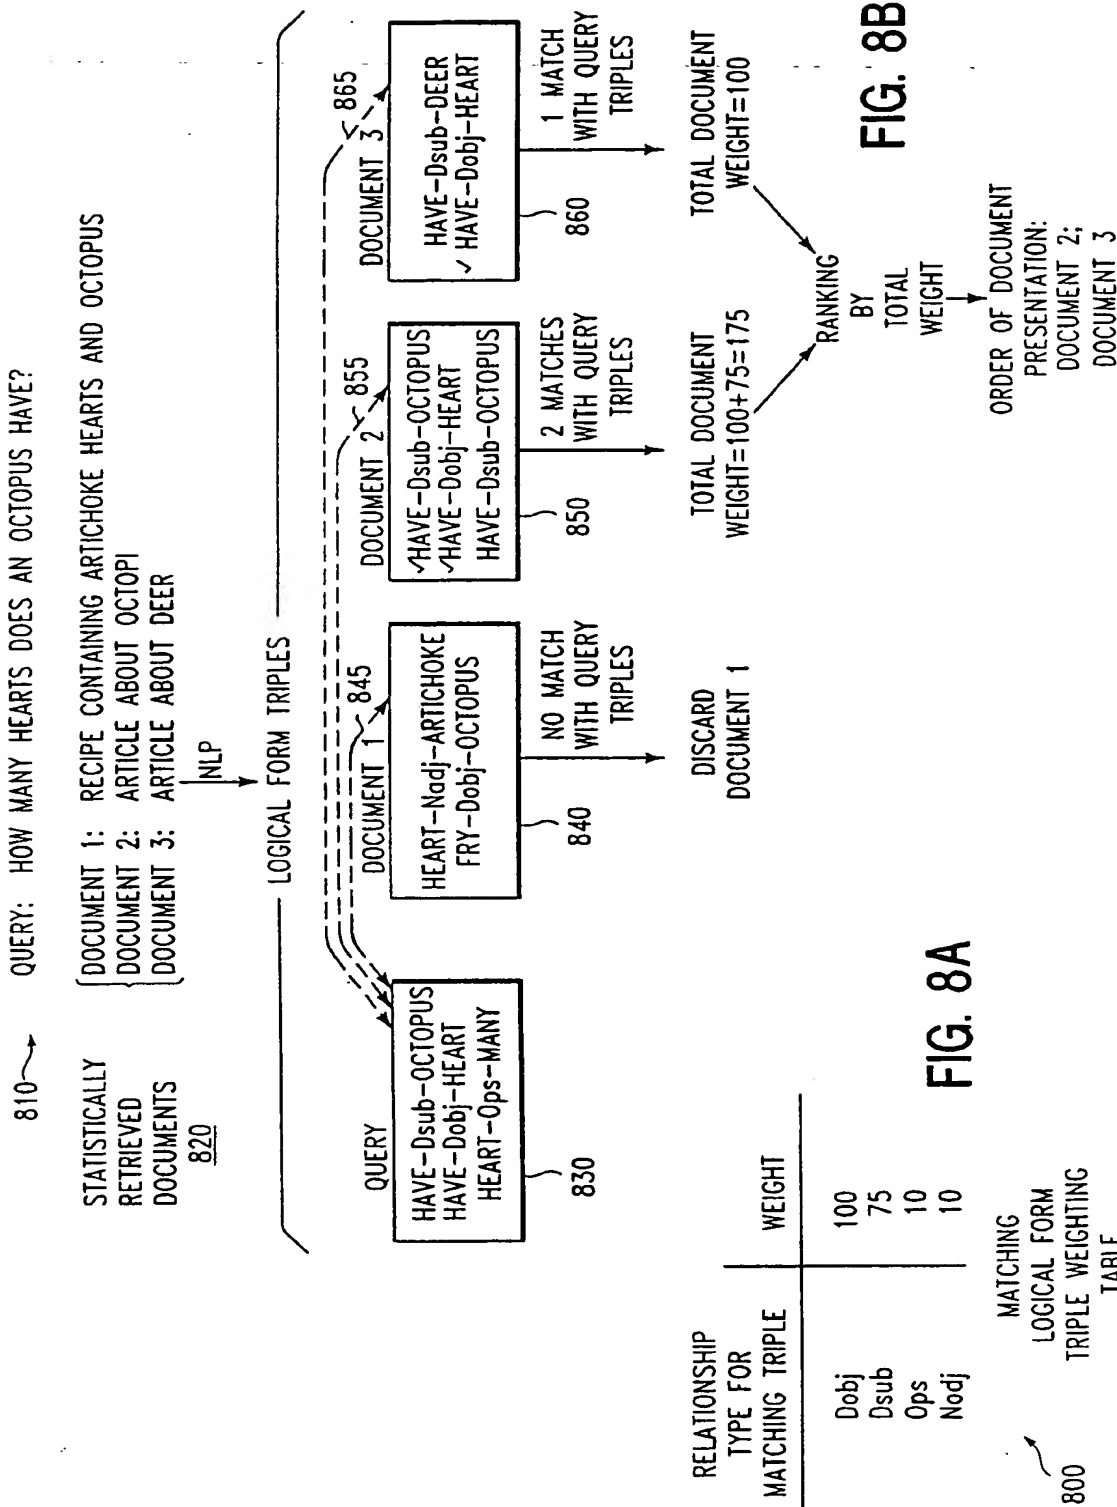 810
QUERY: HOW MANY HEARTS DOES AN OCTOPUS HAVE?
STATISTICALLY
RETRIEVED
DOCUMENTS
820
DOCUMENT 1: RECIPE CONTAINING ARTICHOKE HEARTS AND OCTOPUS
DOCUMENT 2: ARTICLE ABOUT OCTOPI
DOCUMENT 3: ARTICLE ABOUT DEER
NLP
LOGICAL FORM TRIPLES
QUERY
HAVE-Dsub-OCTOPUS
HAVE-Dobj-HEART
HEART-Ops-MANY
830
845
DOCUMENT 1
HEART-Nadj-ARTICHOKE
FRY-Dobj-OCTOPUS
840
NO MATCH
WITH QUERY
TRIPLES
DISCARD
DOCUMENT 1
855
DOCUMENT 2
✓HAVE-Dsub-OCTOPUS
✓HAVE-Dobj-HEART
HAVE-Dsub-OCTOPUS
850
2 MATCHES
WITH QUERY
TRIPLES
TOTAL DOCUMENT
WEIGHT=100+75=175
865
DOCUMENT 3
HAVE-Dsub-DEER
✓ HAVE-Dobj-HEART
860
1 MATCH
WITH QUERY
TRIPLES
TOTAL DOCUMENT
WEIGHT=100
RANKING
BY
TOTAL
WEIGHT
ORDER OF DOCUMENT
PRESENTATION:
DOCUMENT 2;
DOCUMENT 3
FIG. 8B
RELATIONSHIP
TYPE FOR
MATCHING TRIPLE
WEIGHT
Dobj 100
Dsub 75
Ops 10
Nadj 10
MATCHING
LOGICAL FORM
TRIPLE WEIGHTING
TABLE
800
FIG. 8A